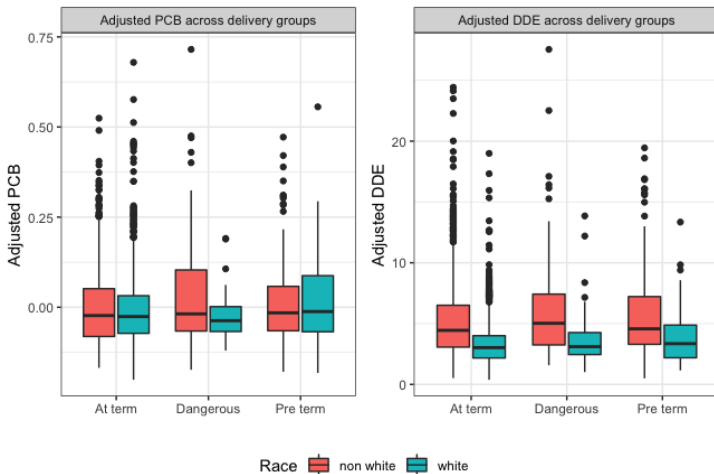 Adjusted PCB across delivery groups
Adjusted DDE across delivery groups
Adjusted PCB
0.75
0.50
0.25
0.00
At term Dangerous Pre term
Adjusted DDE
20
10
0
At term Dangerous Pre term
Race non white white